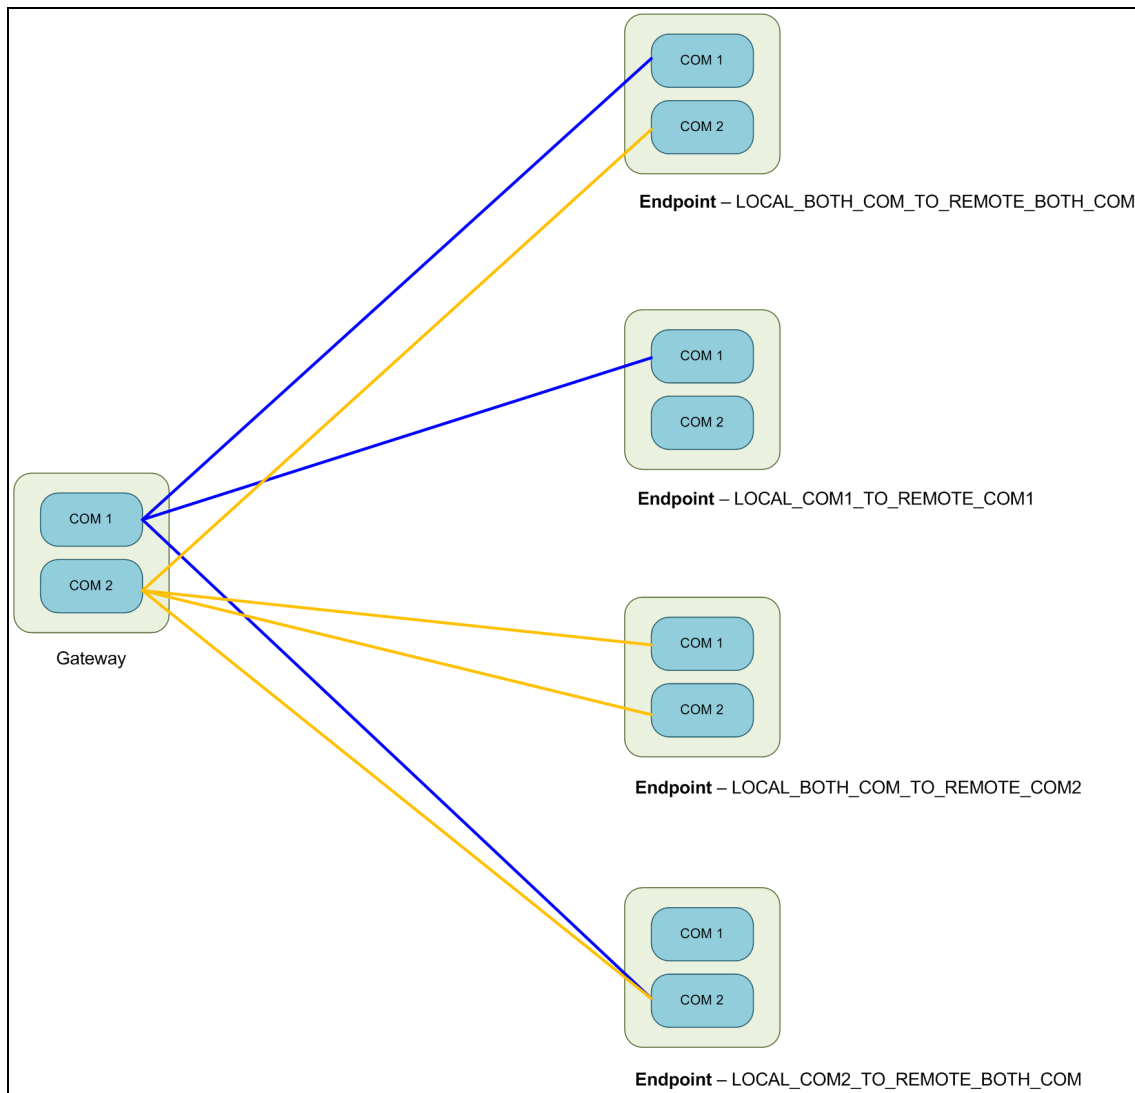 COM 1
COM 2
Endpoint – LOCAL_BOTH_COM_TO_REMOTE_BOTH_COM
COM 1
COM 2
Endpoint – LOCAL_COM1_TO_REMOTE_COM1
COM 1
COM 2
Gateway
COM 1
COM 2
Endpoint – LOCAL_BOTH_COM_TO_REMOTE_COM2
COM 1
COM 2
Endpoint – LOCAL_COM2_TO_REMOTE_BOTH_COM